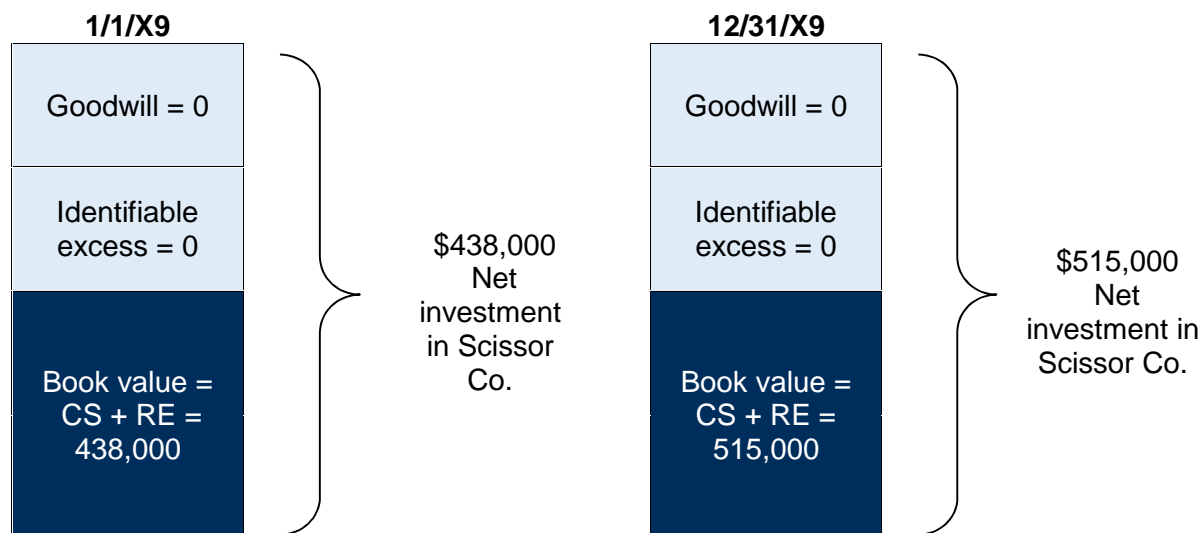 1/1/X9
Goodwill = 0
Identifiable
excess = 0
Book value =
CS + RE =
438,000
$438,000
Net
investment
in Scissor
Co.
12/31/X9
Goodwill = 0
Identifiable
excess = 0
Book value =
CS + RE =
515,000
$515,000
Net
investment in
Scissor Co.